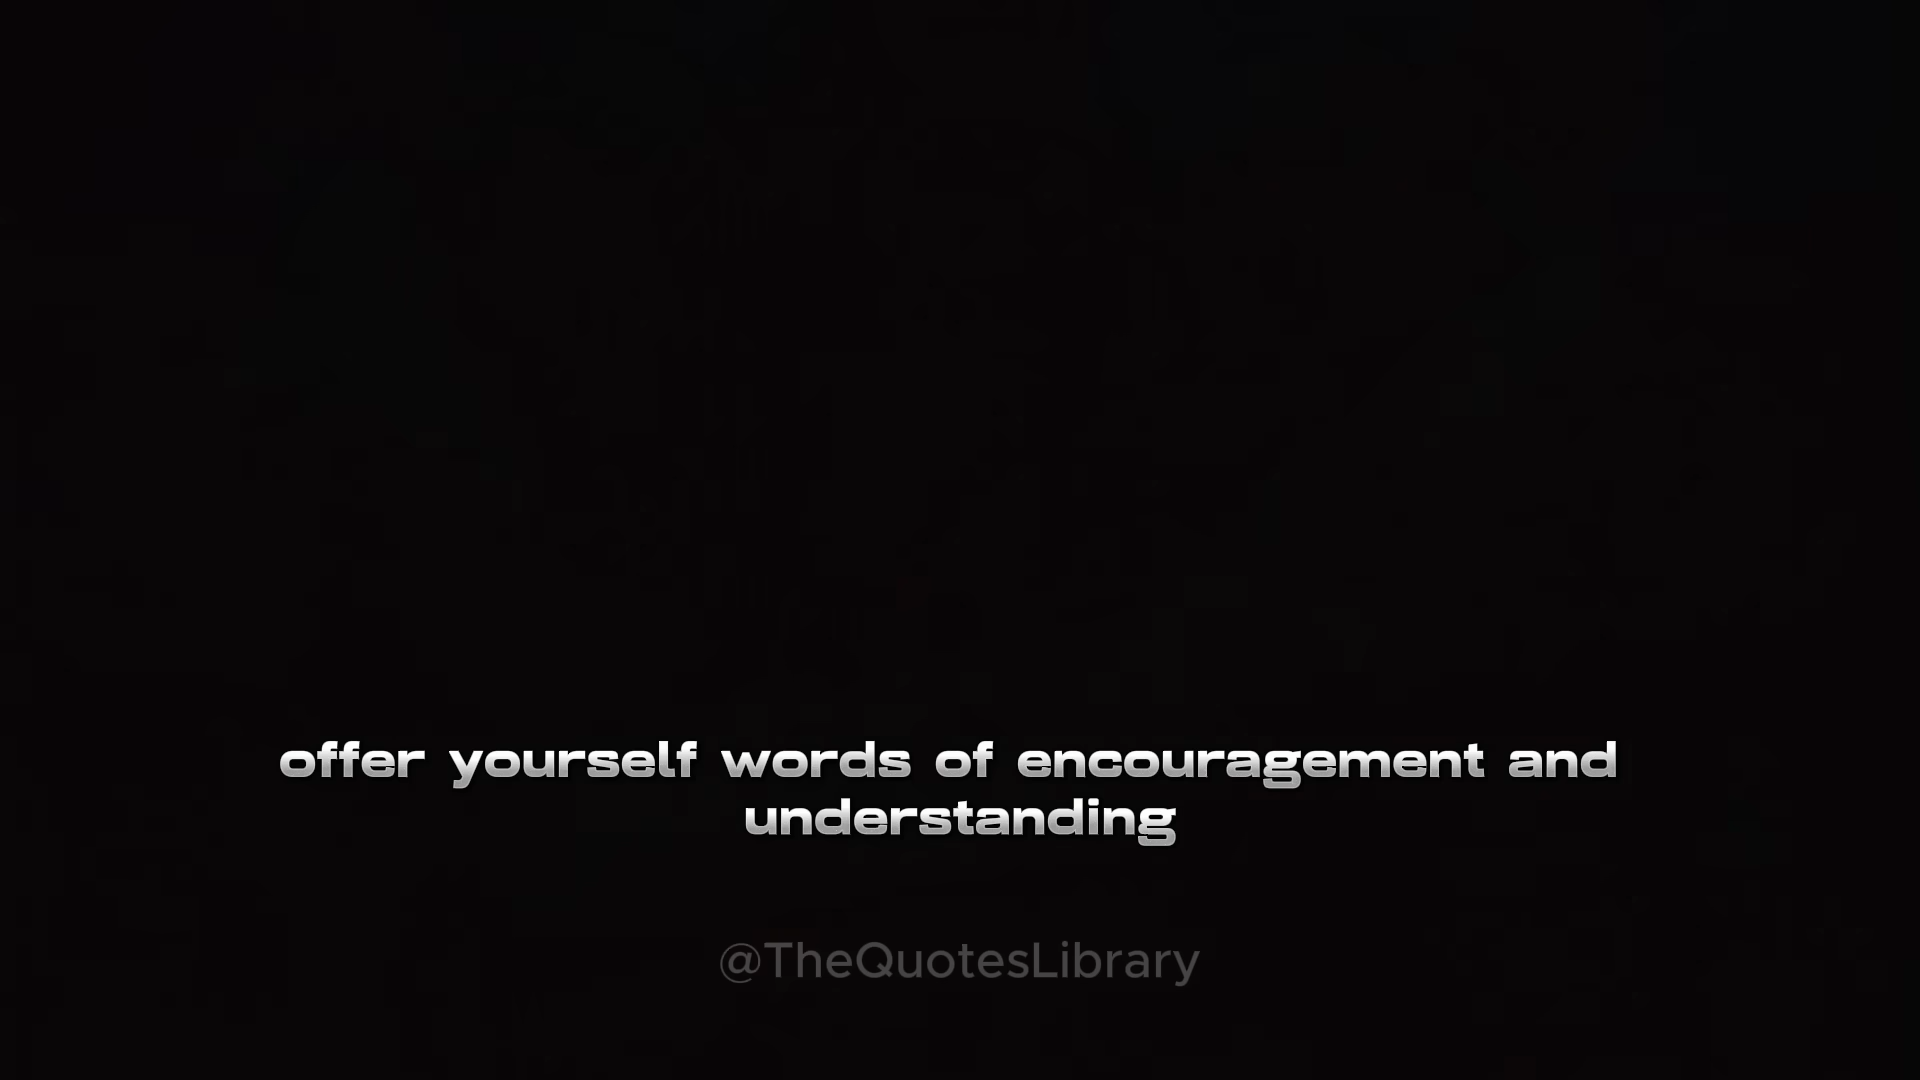 offer yourself words of encouragement and
understanding
@TheQuotesLibrary